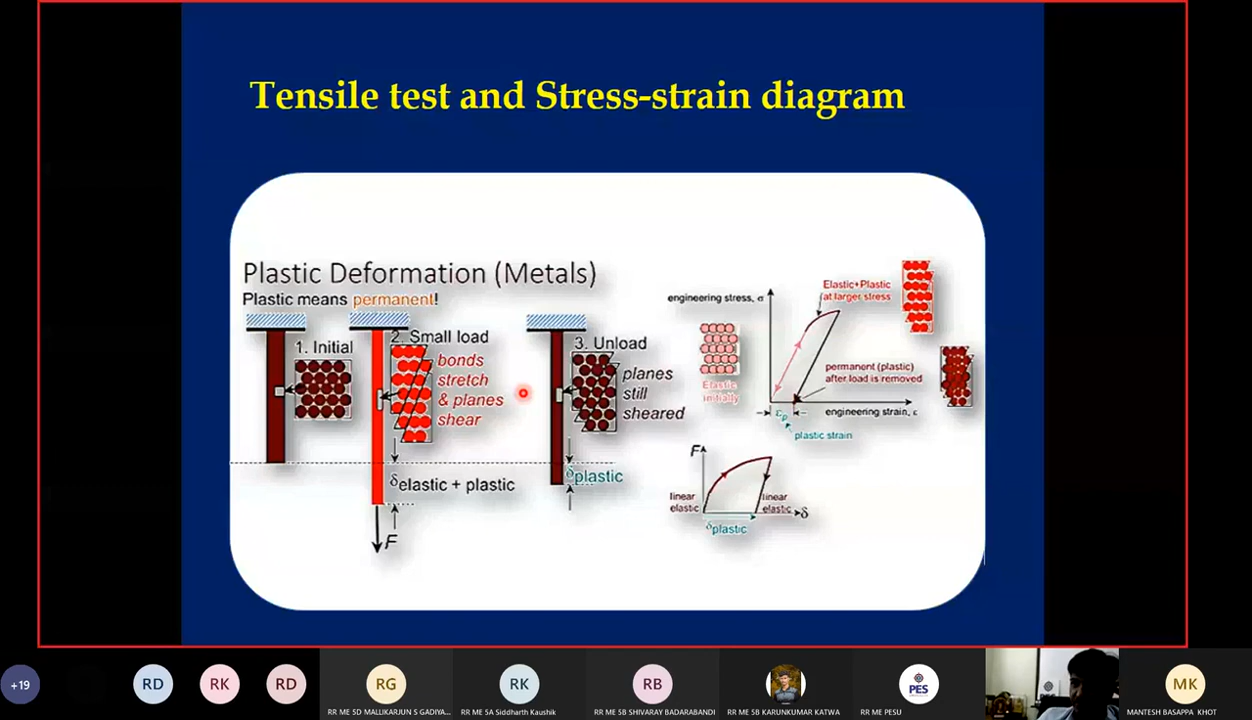 Tensile test and Stress-strain diagram
Plastic Deformation (Metals)
Plastic means permanent!
1. Initial
2. Small load
bonds
stretch
& planes
shear
δelastic + plastic
F
3. Unload
planes
still
sheared
δplastic
engineering stress, σ
Elastic+Plastic
at larger stress
Elastic
initially
permanent (plastic)
after load is removed
engineering strain, ε
εp
plastic strain
F
linear
elastic
linear
elastic
δ
δplastic
+19
RD
RK
RD
RG
RK
RB
PES
MK
RR ME 5D MALLIKARJUN S GADIYA...
RR ME 5A Siddharth Kaushik
RR ME 5B SHIVARAY BADARABANDI
RR ME 5B KARUNKUMAR KATWA
RR ME PESU
MANTESH BASAPPA KHOT